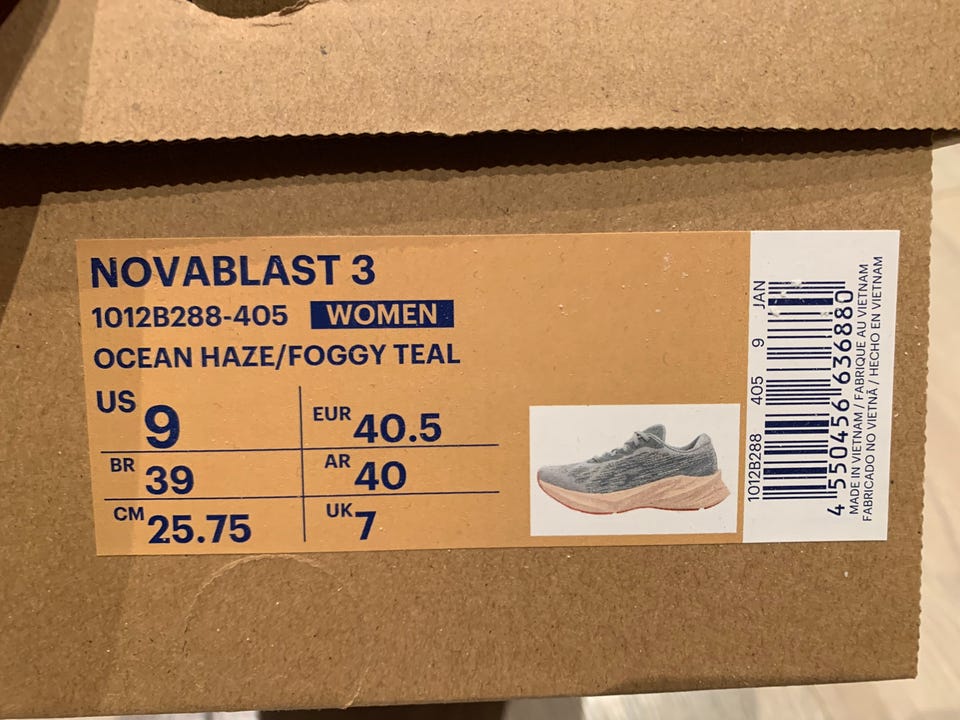 NOVABLAST 3
1012B288-405 WOMEN
OCEAN HAZE/FOGGY TEAL
US 9
EUR 40.5
BR 39
AR 40
CM 25.75
UK 7
1012B288 405 9 JAN
4 550456 636880
MADE IN VIETNAM / FABRIQUE AU VIETNAM
FABRICADO NO VIETNÃ / HECHO EN VIETNAM